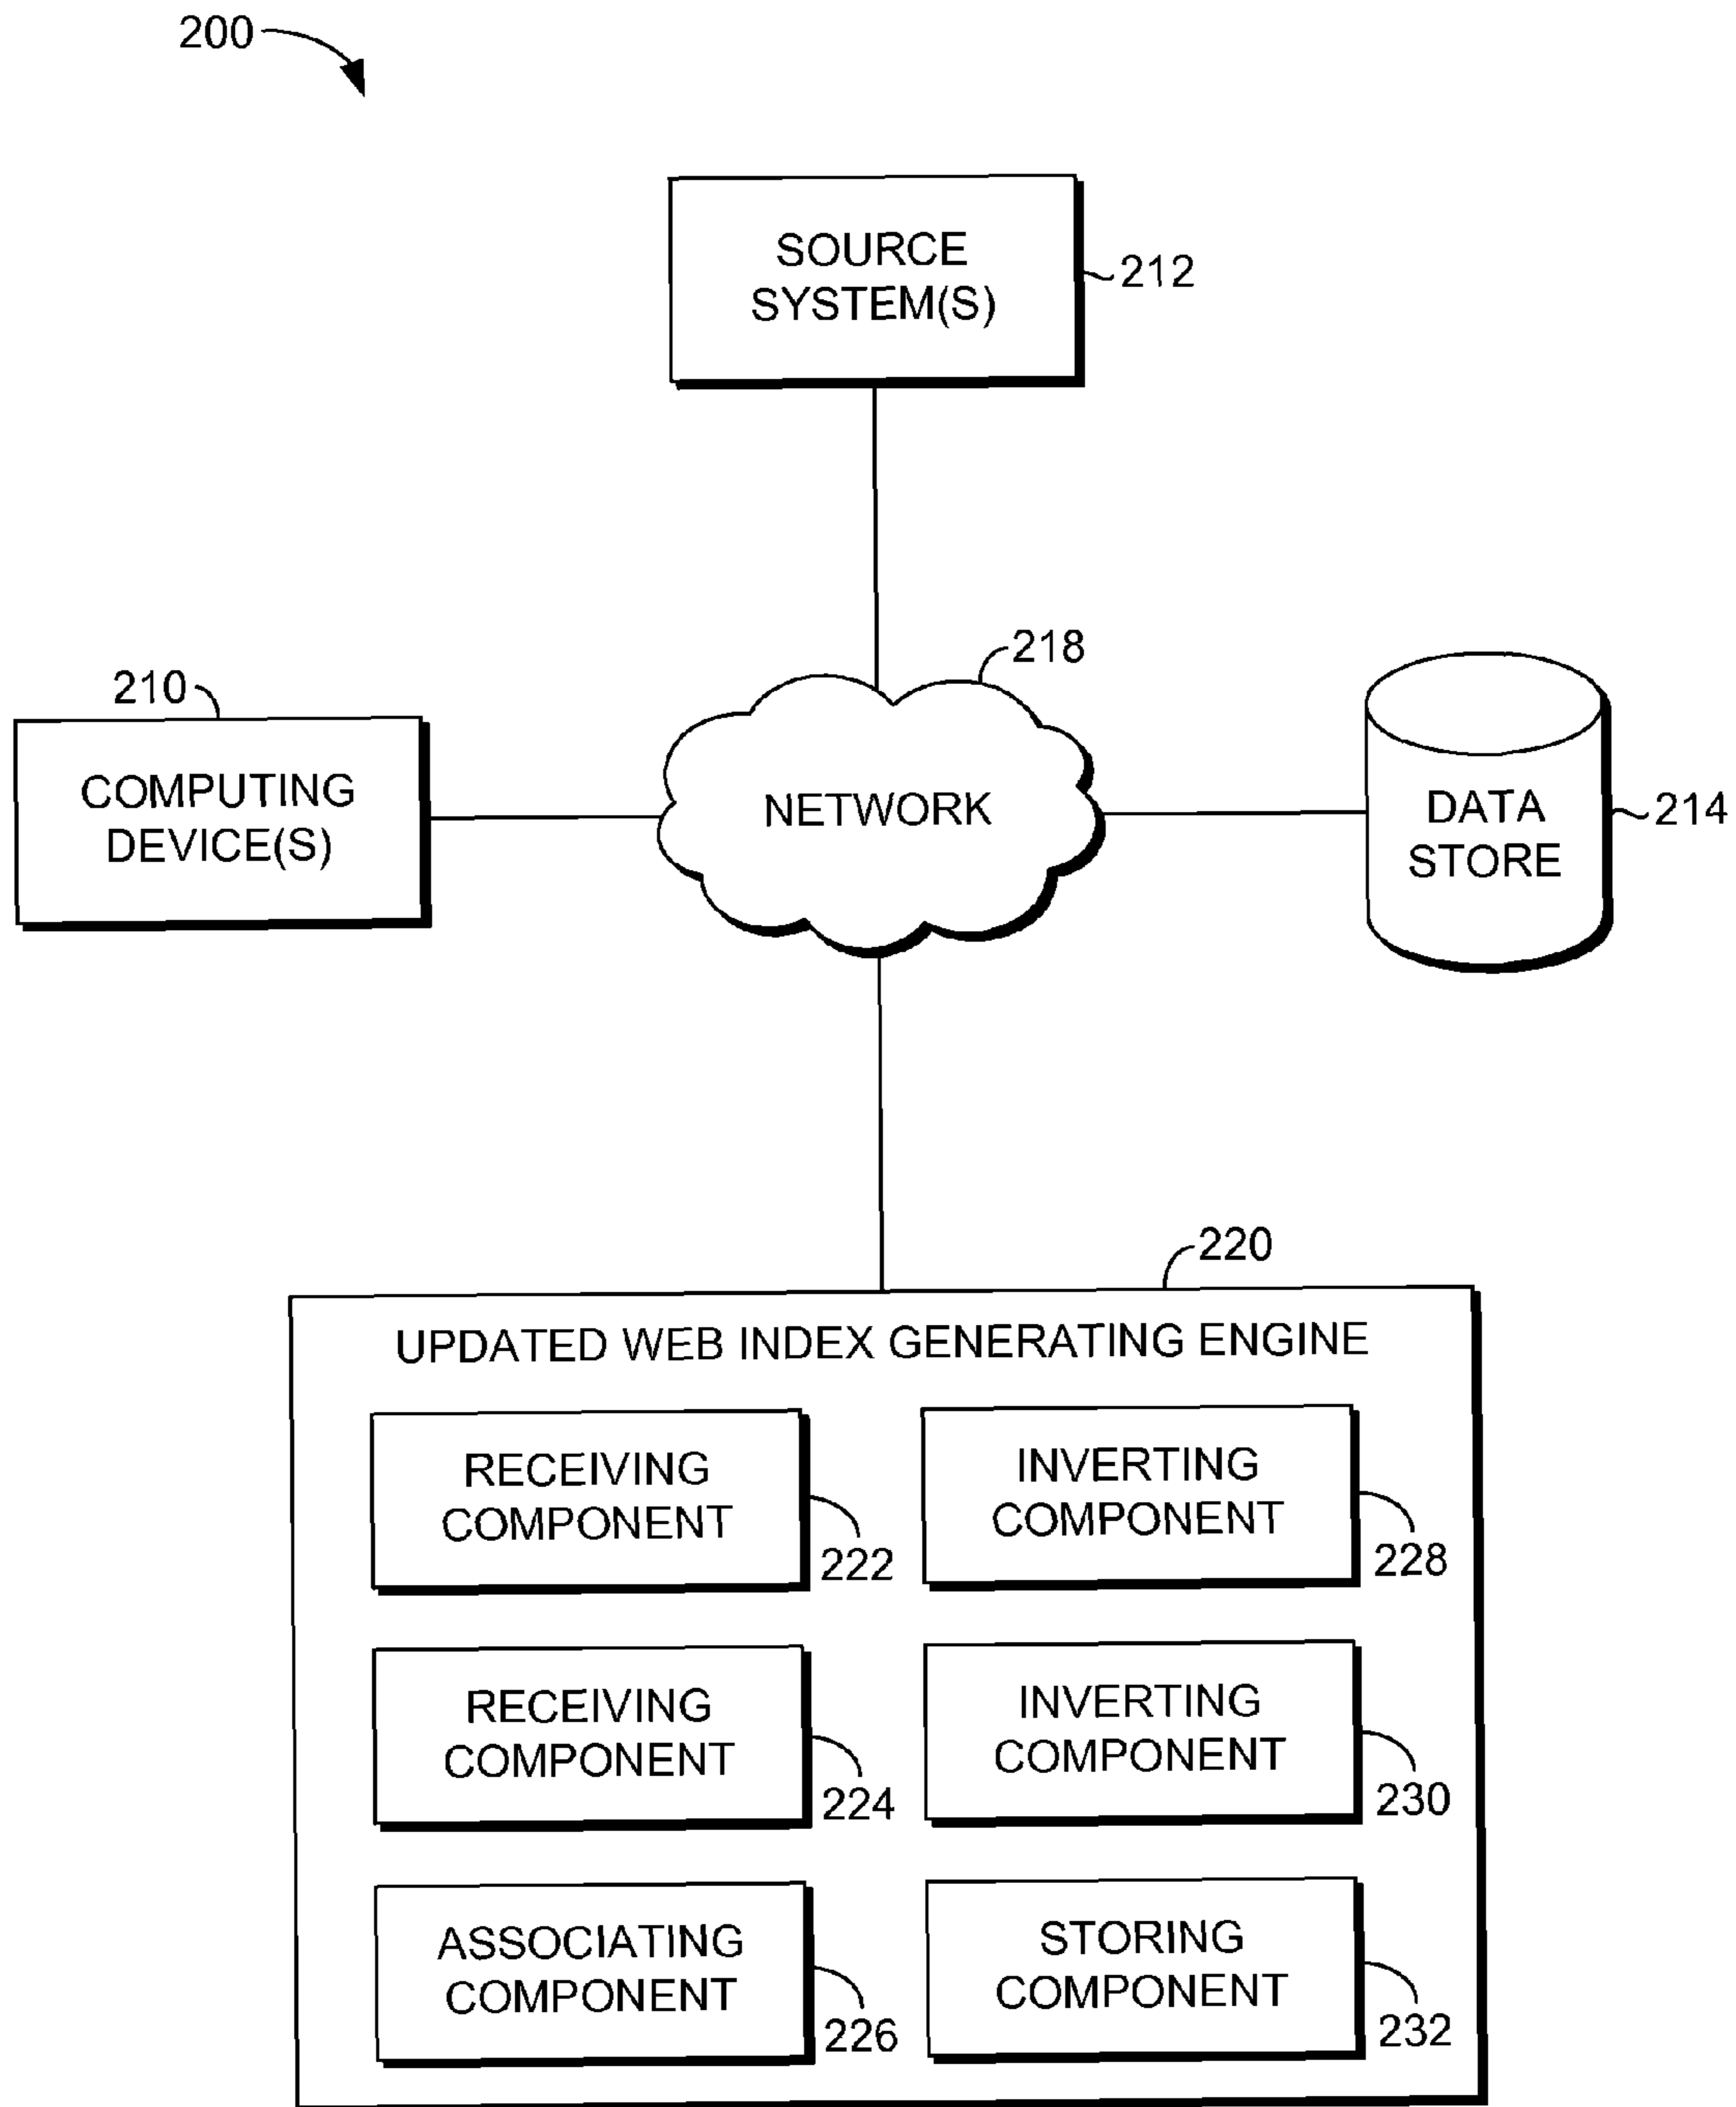 200
SOURCE
SYSTEM(S)
212
218
210
COMPUTING
DEVICE(S)
NETWORK
DATA
STORE
214
220
UPDATED WEB INDEX GENERATING ENGINE
RECEIVING
COMPONENT
222
INVERTING
COMPONENT
228
RECEIVING
COMPONENT
224
INVERTING
COMPONENT
230
ASSOCIATING
COMPONENT
226
STORING
COMPONENT
232